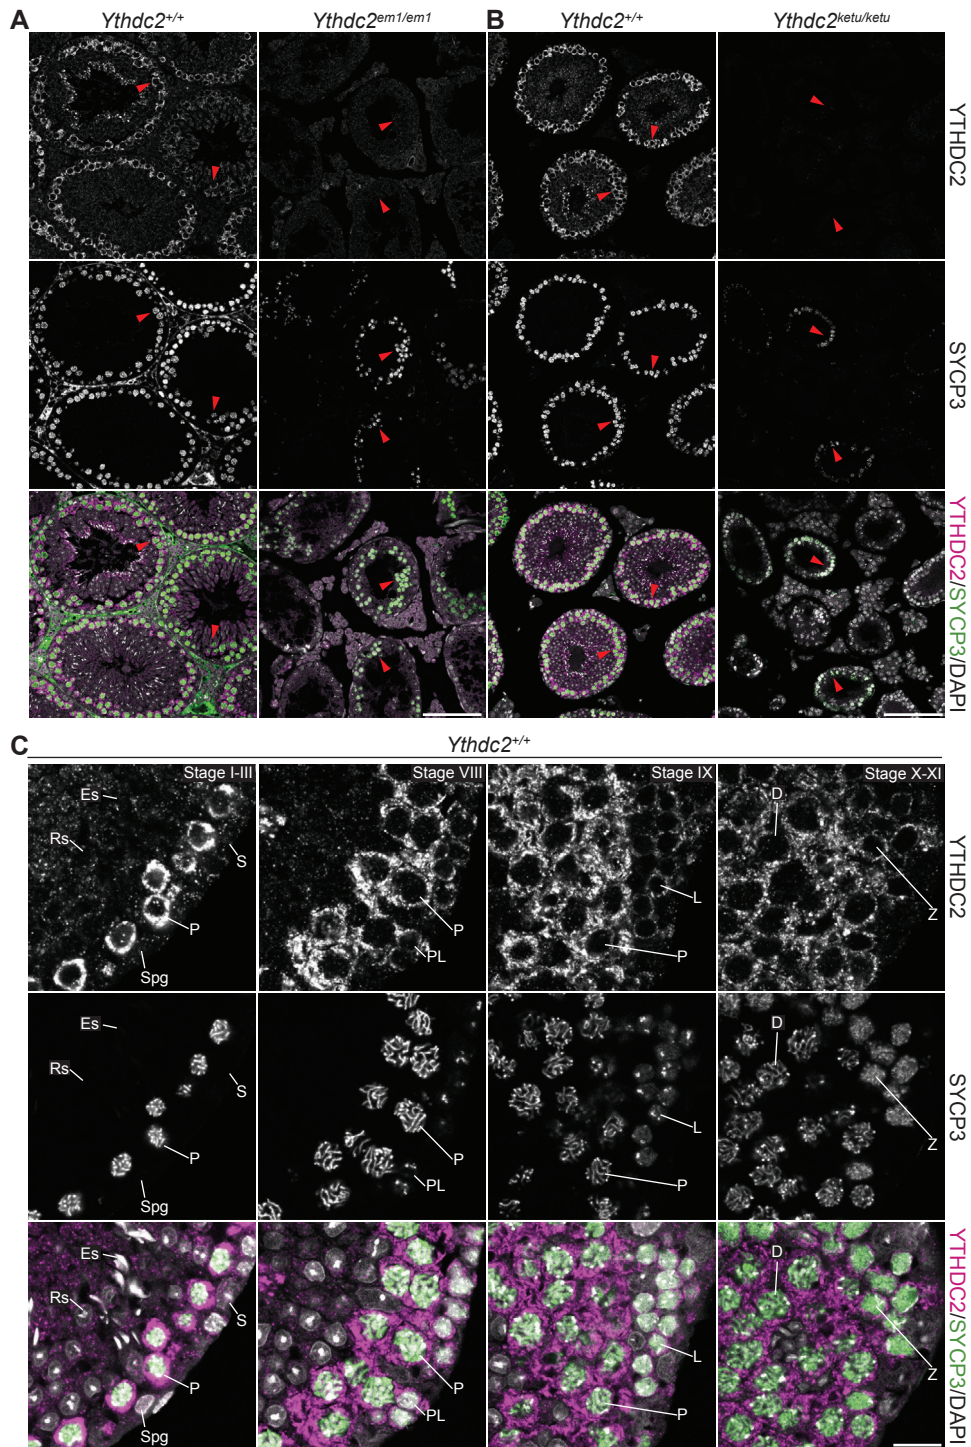 A Ythdc2+/+ Ythdc2em1/em1 B Ythdc2+/+ Ythdc2ketu/ketu
YTHDC2
SYCP3
YTHDC2/SYCP3/DAPI
C Ythdc2+/+
Stage I-III Stage VIII Stage IX Stage X-XI
Es
Rs
S
P
Spg
P
PL
L
P
D
Z
YTHDC2
Es
Rs
S
P
Spg
P
PL
L
P
D
Z
SYCP3
Es
Rs
S
P
Spg
P
PL
L
P
D
Z
YTHDC2/SYCP3/DAPI